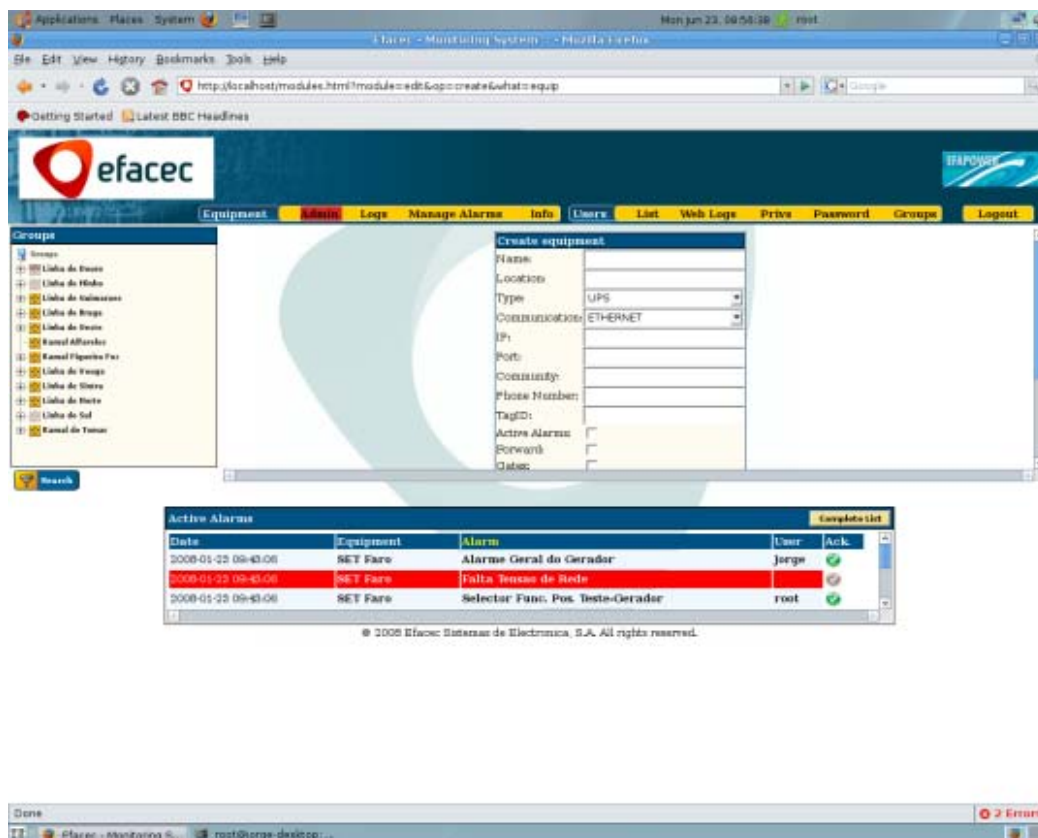 Applications Places System
Mon Jun 23, 08:56:38
root
Efacec - Monitoring System - Mozilla Firefox
File Edit View History Bookmarks Tools Help
http://localhost/modules.html?module=edit&op=create&what=equip
Google
Getting Started Latest BBC Headlines
efacec
EFAPOWER
Equipment Admin Logs Manage Alarms Info Users List Web Logs Privs Password Groups Logout
Groups
Groups
Linha do Douro
Linha do Minho
Linha de Guimaraes
Linha de Braga
Linha do Oeste
Ramal Alfarelos
Ramal Figueira Foz
Linha do Vouga
Linha de Sintra
Linha do Norte
Linha do Sul
Ramal de Tomar
Search
Create equipment
Name:
Location:
Type: UPS
Communication: ETHERNET
IP:
Port:
Community:
Phone Number:
TagID:
Active Alarms:
Forward:
Active Alarms
Complete List
Date Equipment Alarm User Ack.
2008-01-23 09:43:06 SET Faro Alarme Geral do Gerador jorge
2008-01-23 09:43:06 SET Faro Falta Tensao de Rede
2008-01-23 09:43:06 SET Faro Selector Func. Pos. Teste-Gerador root
© 2008 Efacec Sistemas de Electronica, S.A. All rights reserved.
Done
2 Errors
Efacec - Monitoring S... root@jorge-desktop: ...